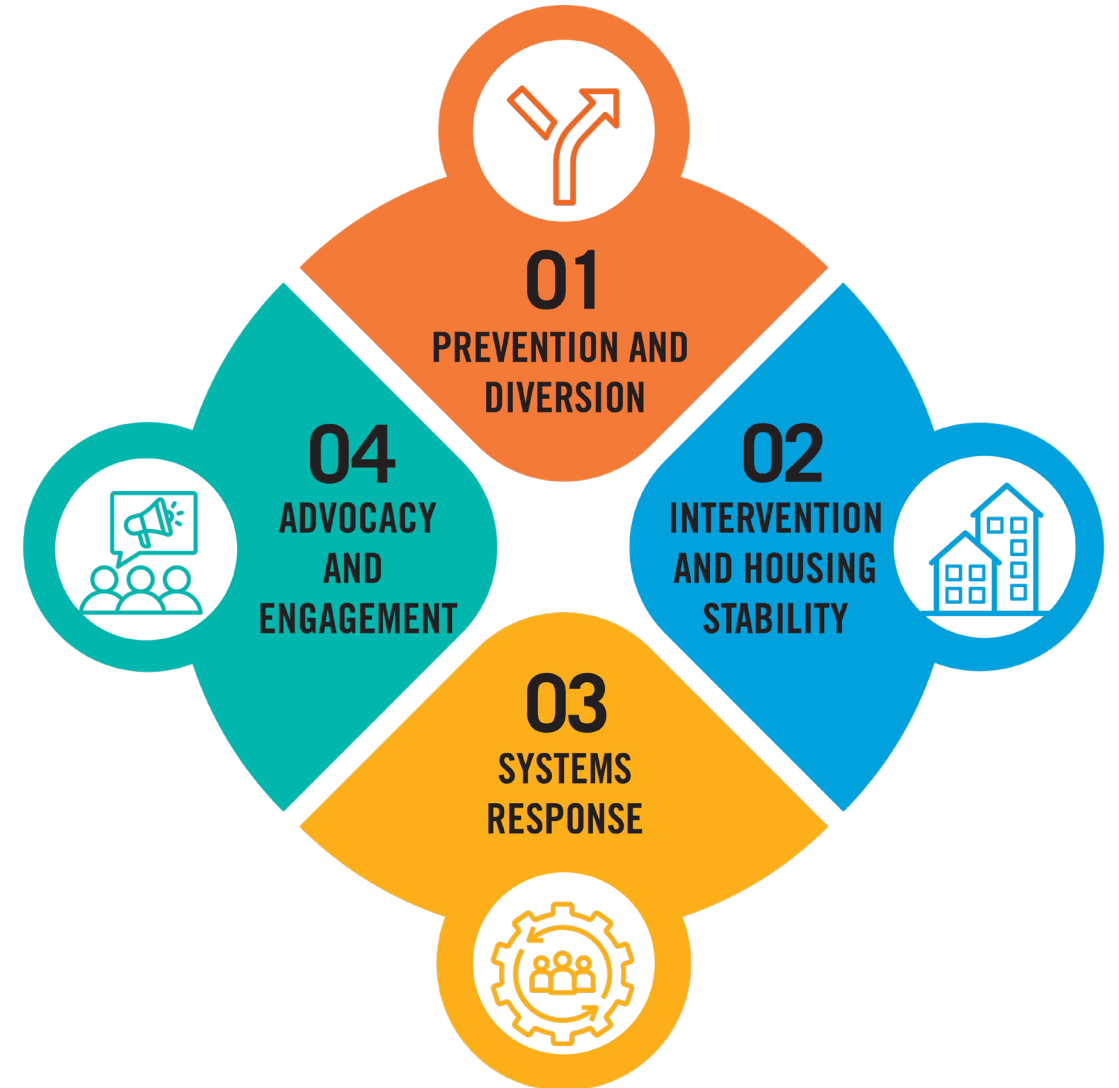 01
PREVENTION AND
DIVERSION
02
INTERVENTION
AND HOUSING
STABILITY
03
SYSTEMS
RESPONSE
04
ADVOCACY
AND
ENGAGEMENT